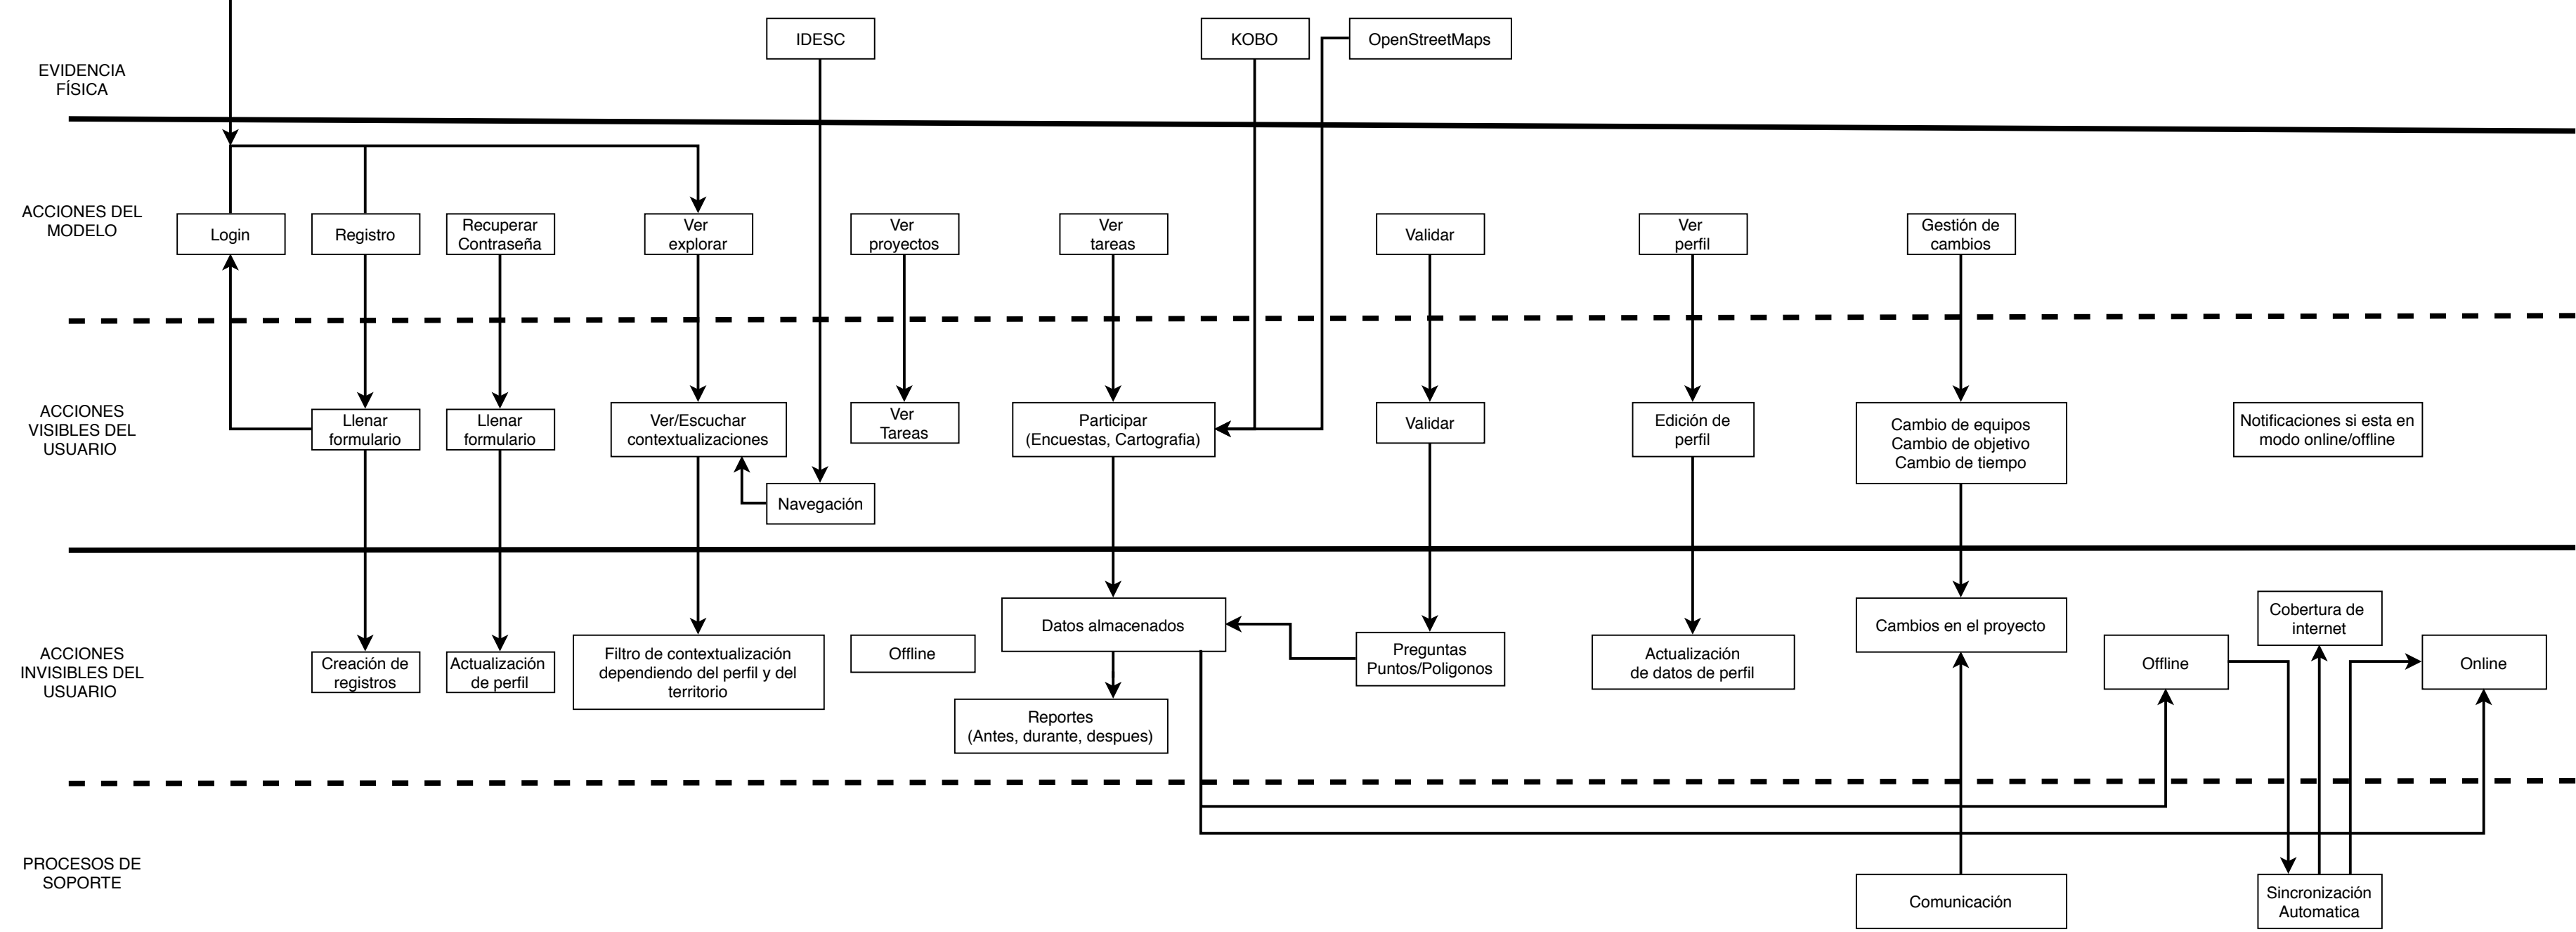 IDESC
KOBO
OpenStreetMaps
EVIDENCIA
FÍSICA
ACCIONES DEL
MODELO
Login
Registro
Recuperar
Contraseña
Ver
explorar
Ver
proyectos
Ver
tareas
Validar
Ver
perfil
Gestión de
cambios
ACCIONES
VISIBLES DEL
USUARIO
Llenar
formulario
Llenar
formulario
Ver/Escuchar
contextualizaciones
Navegación
Ver
Tareas
Participar
(Encuestas, Cartografia)
Validar
Edición de
perfil
Cambio de equipos
Cambio de objetivo
Cambio de tiempo
Notificaciones si esta en
modo online/offline
ACCIONES
INVISIBLES DEL
USUARIO
Creación de
registros
Actualización
de perfil
Filtro de contextualización
dependiendo del perfil y del
territorio
Offline
Datos almacenados
Reportes
(Antes, durante, despues)
Preguntas
Puntos/Poligonos
Actualización
de datos de perfil
Cambios en el proyecto
Offline
Cobertura de
internet
Online
PROCESOS DE
SOPORTE
Comunicación
Sincronización
Automatica